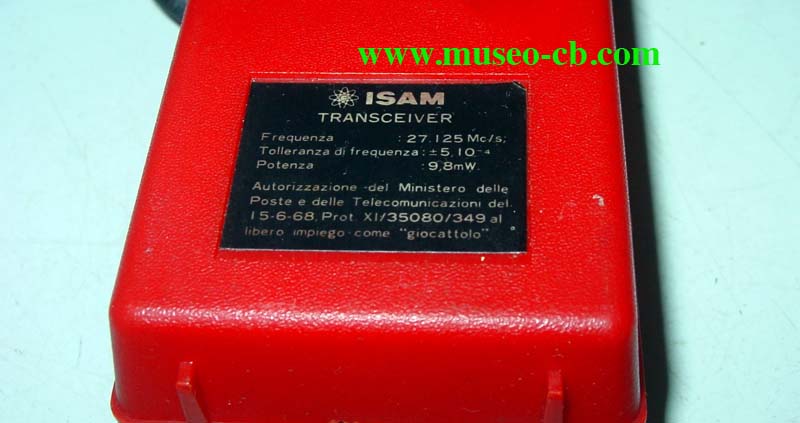 www.museo-cb.com
ISAM
TRANSCEIVER
Frequenza : 27.125 Mc/s,
Tolleranza di frequenza : ±5.10⁻⁴
Potenza : 9,8mW.
Autorizzazione del Ministero delle
Poste e delle Telecomunicazioni del
15-6-68, Prot. XI/35080/349 al
libero impiego come "giocattolo"